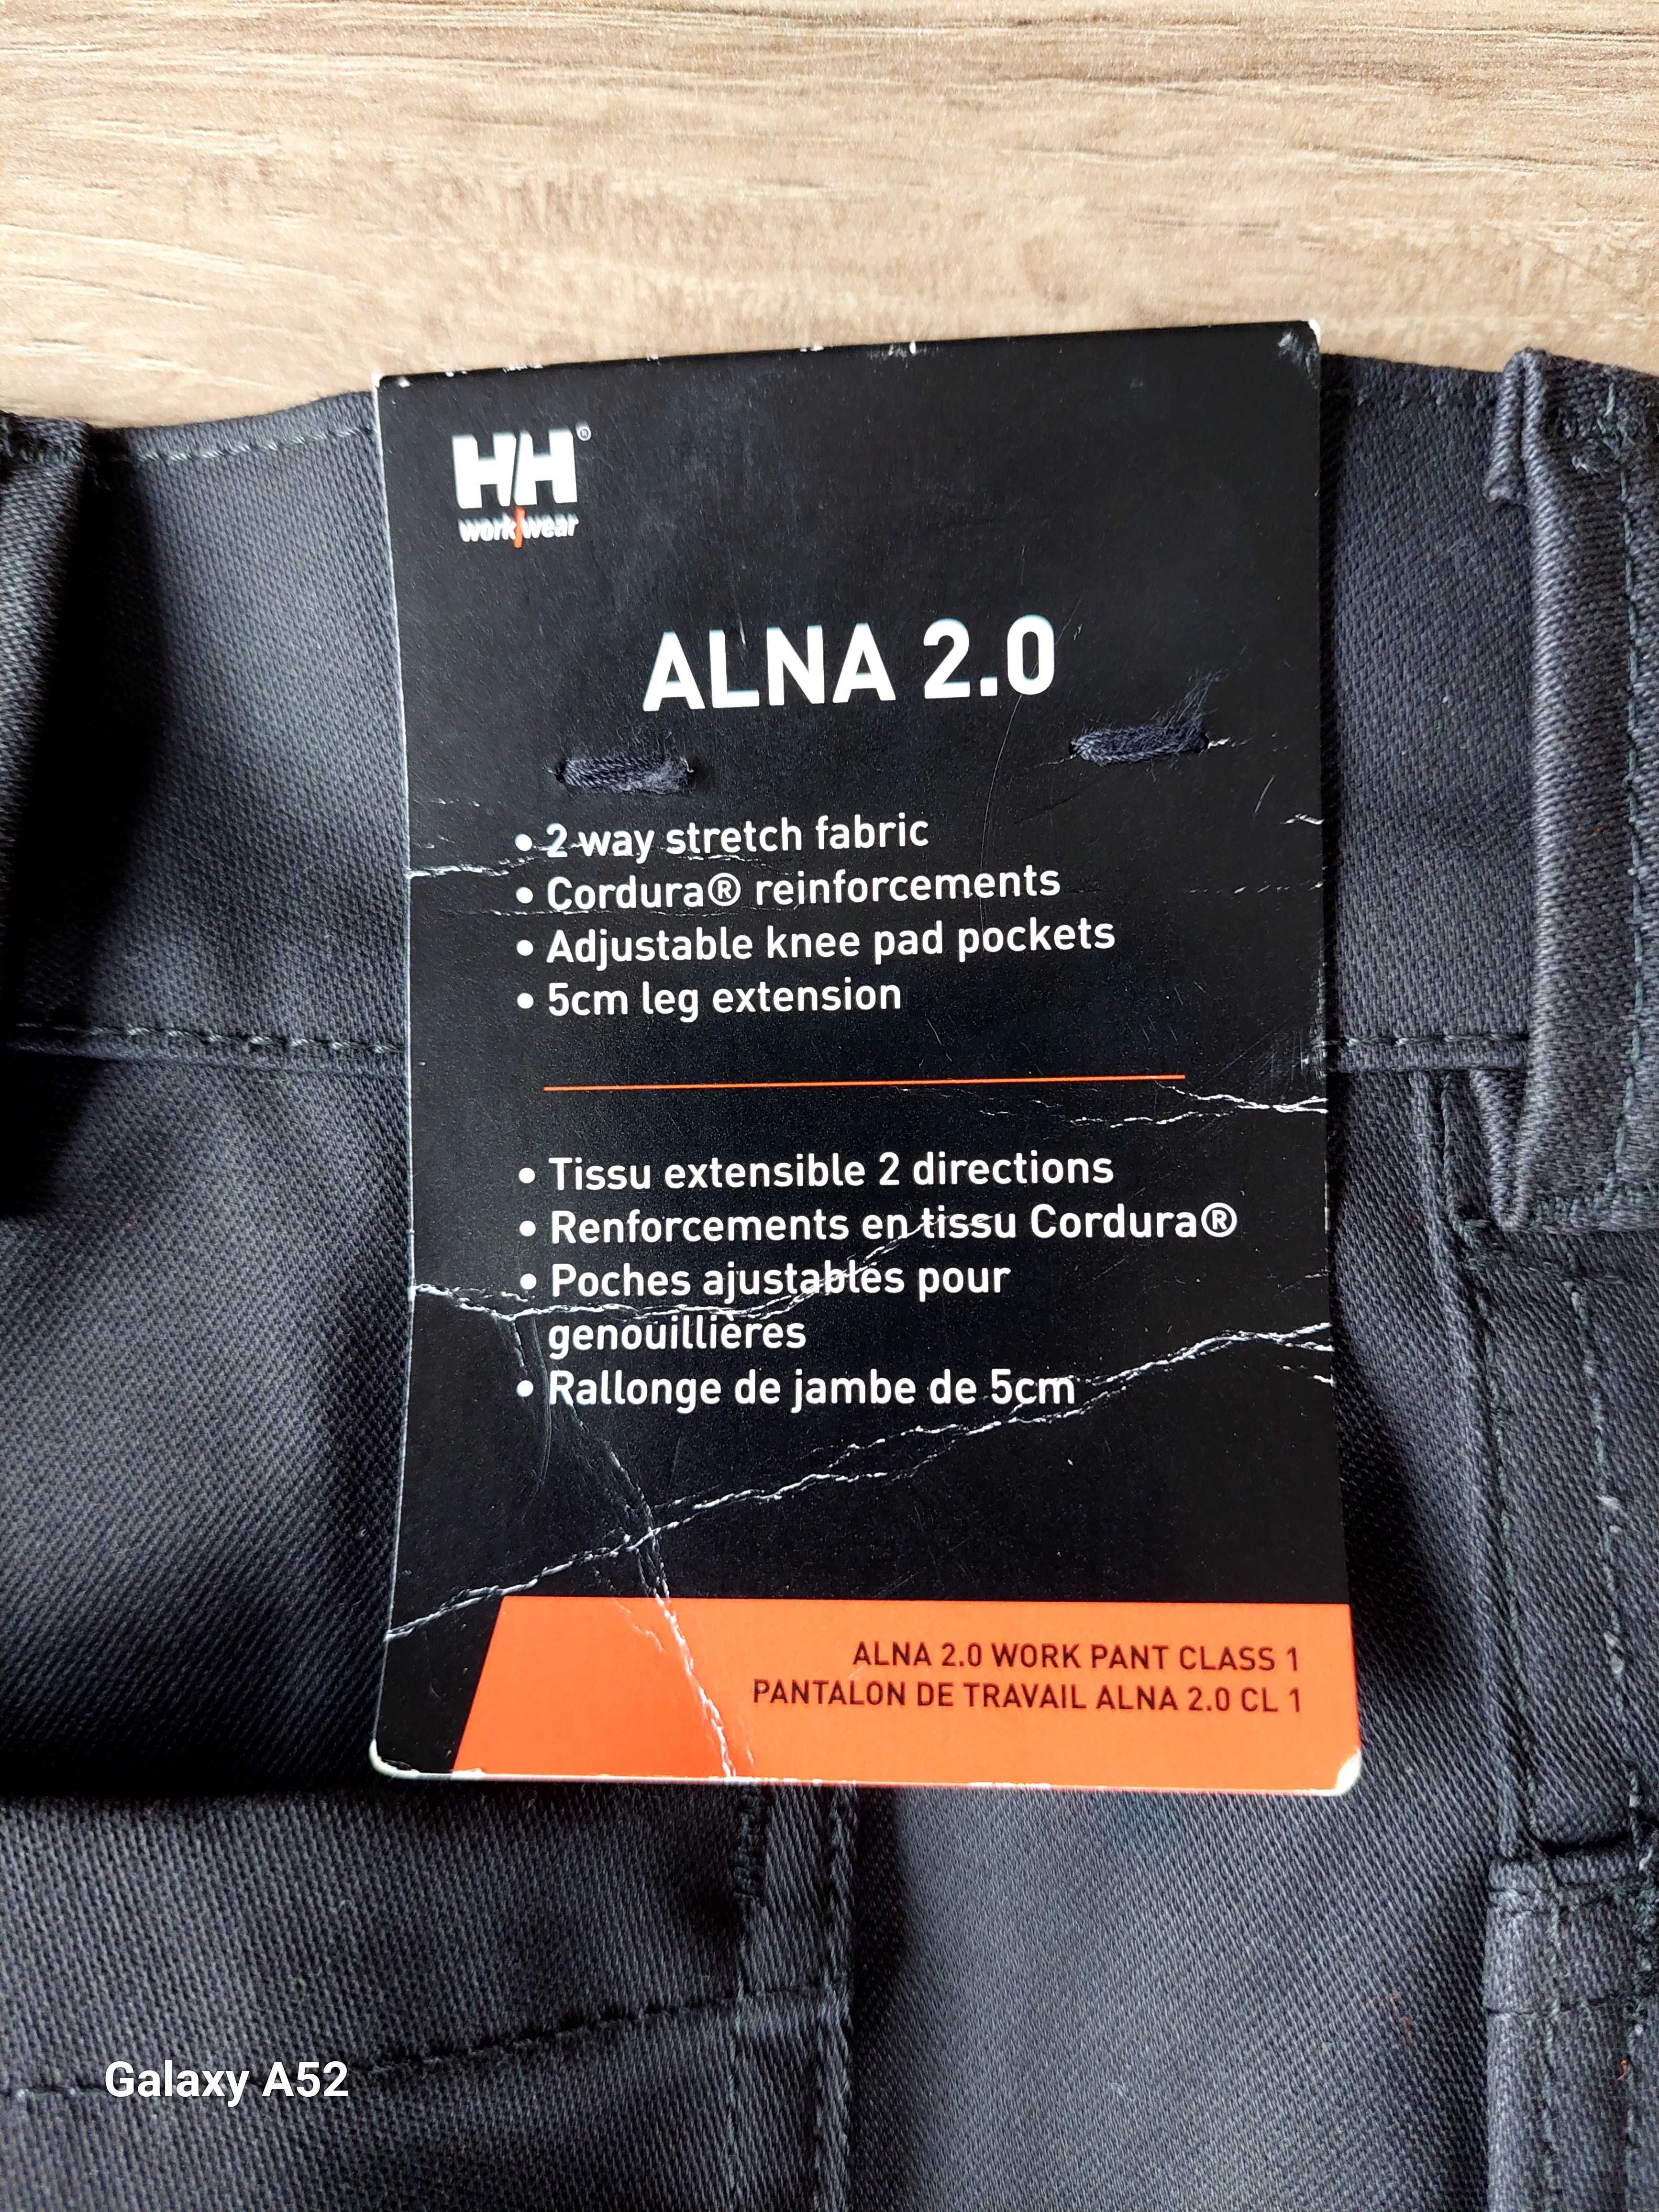 HH®
work/wear
ALNA 2.0
• 2-way stretch fabric
• Cordura® reinforcements
• Adjustable knee pad pockets
• 5cm leg extension
• Tissu extensible 2 directions
• Renforcements en tissu Cordura®
• Poches ajustables pour
genouillières
• Rallonge de jambe de 5cm
ALNA 2.0 WORK PANT CLASS 1
PANTALON DE TRAVAIL ALNA 2.0 CL 1
Galaxy A52